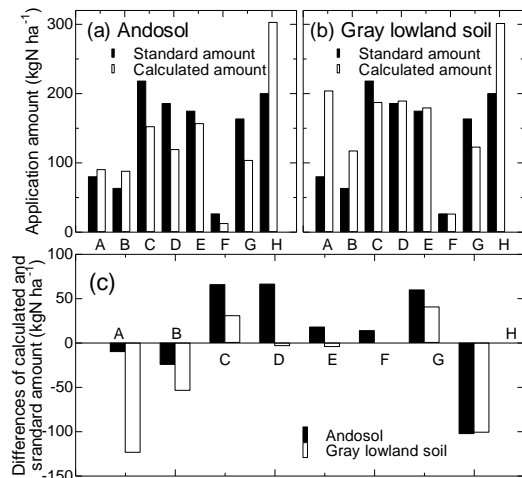 (a) Andosol
(b) Gray lowland soil
Standard amount
Calculated amount
Standard amount
Calculated amount
Application amount (kgN ha-1)
300
200
100
0
A B C D E F G H
A B C D E F G H
(c)
Differences of calculated and
srandard amount (kgN ha-1)
100
50
0
-50
-100
-150
A B C D E F G H
Andosol
Gray lowland soil